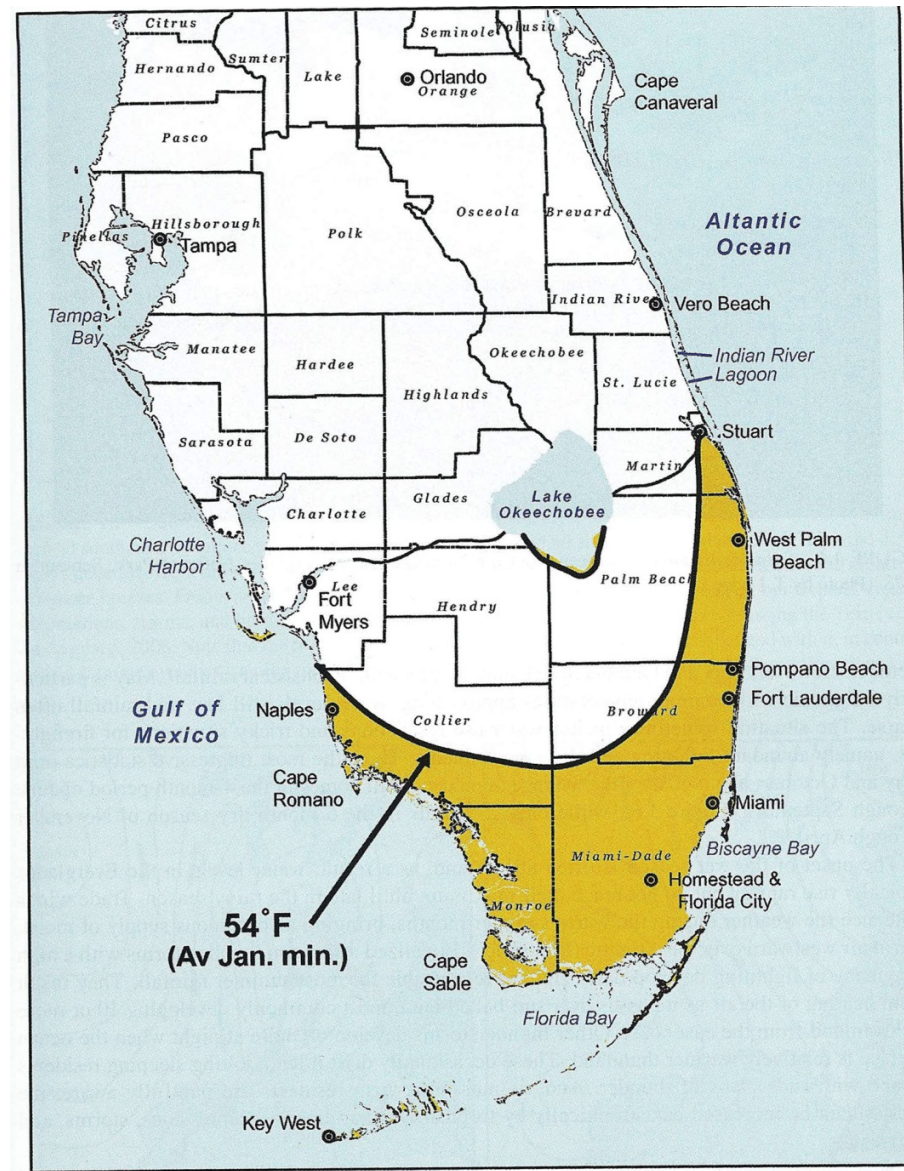 Citrus
Sumter
Seminole
Volusia
Hernando
Lake
Orlando
Orange
Cape
Canaveral
Pasco
Hillsborough
Pinellas
Tampa
Polk
Osceola
Brevard
Altantic
Ocean
Tampa
Bay
Indian River
Vero Beach
Manatee
Hardee
Okeechobee
Indian River
Lagoon
Highlands
St. Lucie
Sarasota
De Soto
Stuart
Martin
Glades
Lake
Okeechobee
Charlotte
Charlotte
Harbor
West Palm
Beach
Lee
Fort
Myers
Hendry
Palm Beach
Pompano Beach
Fort Lauderdale
Gulf of
Mexico
Naples
Collier
Broward
Cape
Romano
Miami
Biscayne Bay
Miami-Dade
Homestead &
Florida City
Monroe
54°F
(Av Jan. min.)
Cape
Sable
Florida Bay
Key West